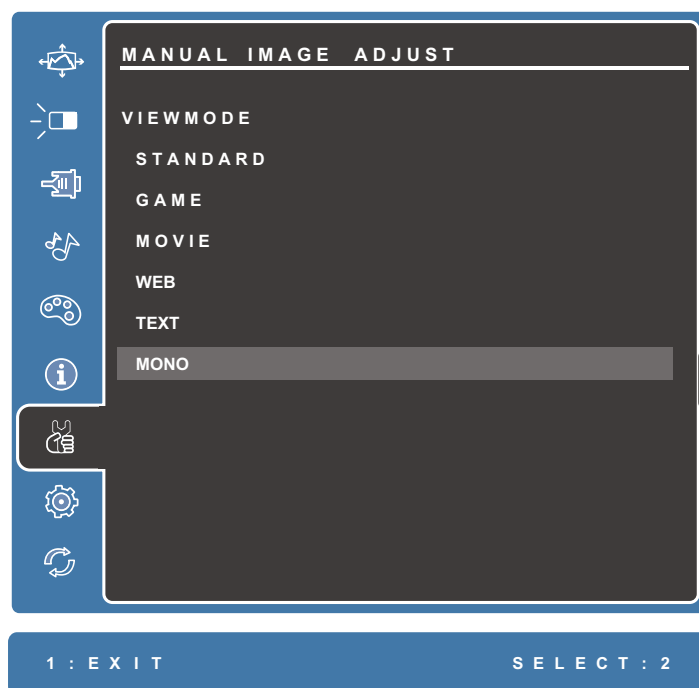 MANUAL IMAGE ADJUST
VIEWMODE
STANDARD
GAME
MOVIE
WEB
TEXT
MONO
1:EXIT SELECT:2